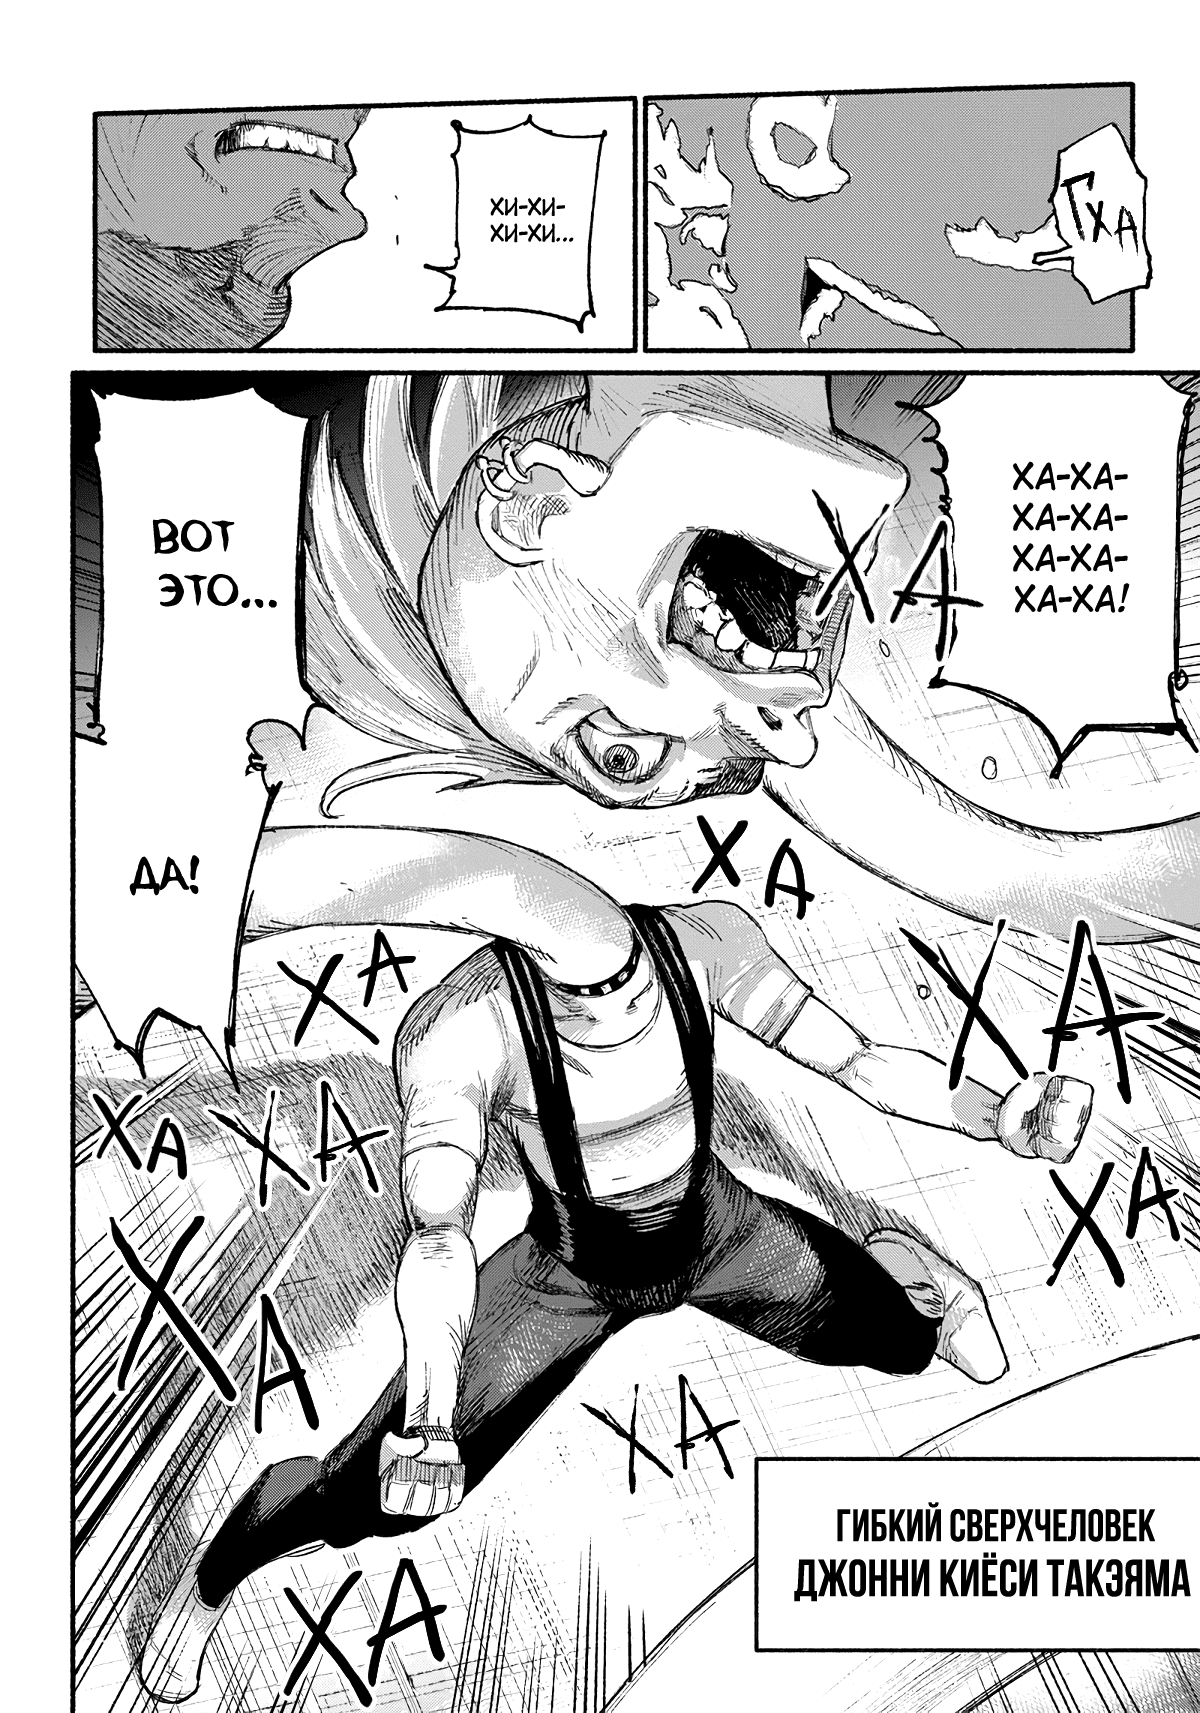 ГХА
ХИ-ХИ-
ХИ-ХИ...
ХА-ХА-
ХА-ХА-
ХА-ХА-
ХА-ХА!
ХА
ВОТ
ЭТО...
ДА!
ХА
ХА
ХА
ХА
ХА
ХА
ХА
ХА
ХА
ГИБКИЙ СВЕРХЧЕЛОВЕК
ДЖОННИ КИЁСИ ТАКЭЯМА
ХА